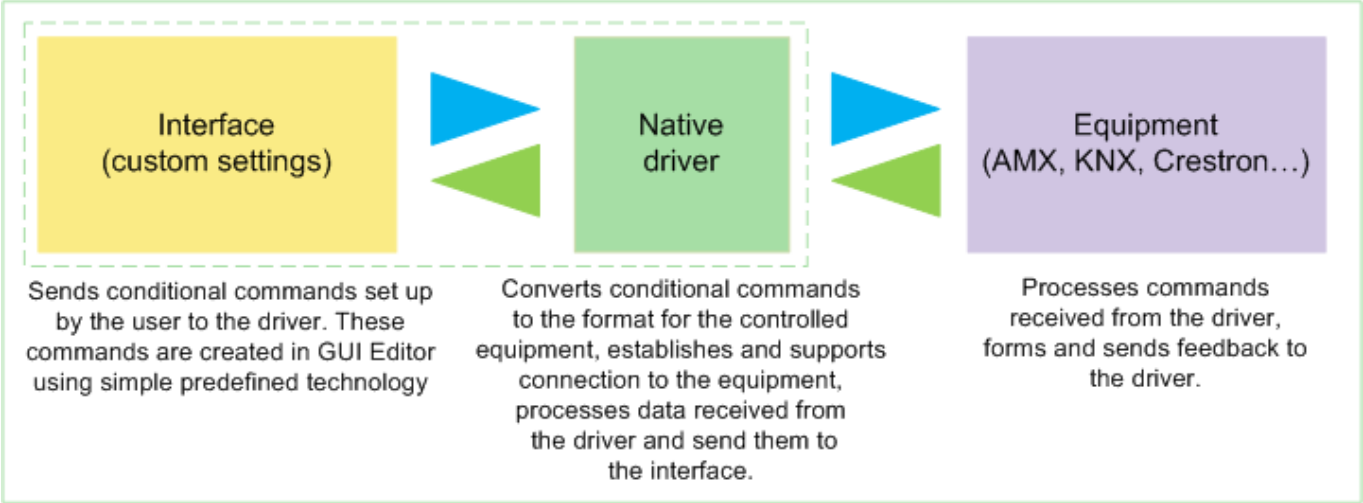 Interface
(custom settings)
Native
driver
Equipment
(AMX, KNX, Crestron…)
Sends conditional commands set up
by the user to the driver. These
commands are created in GUI Editor
using simple predefined technology
Converts conditional commands
to the format for the controlled
equipment, establishes and supports
connection to the equipment,
processes data received from
the driver and send them to
the interface.
Processes commands
received from the driver,
forms and sends feedback to
the driver.